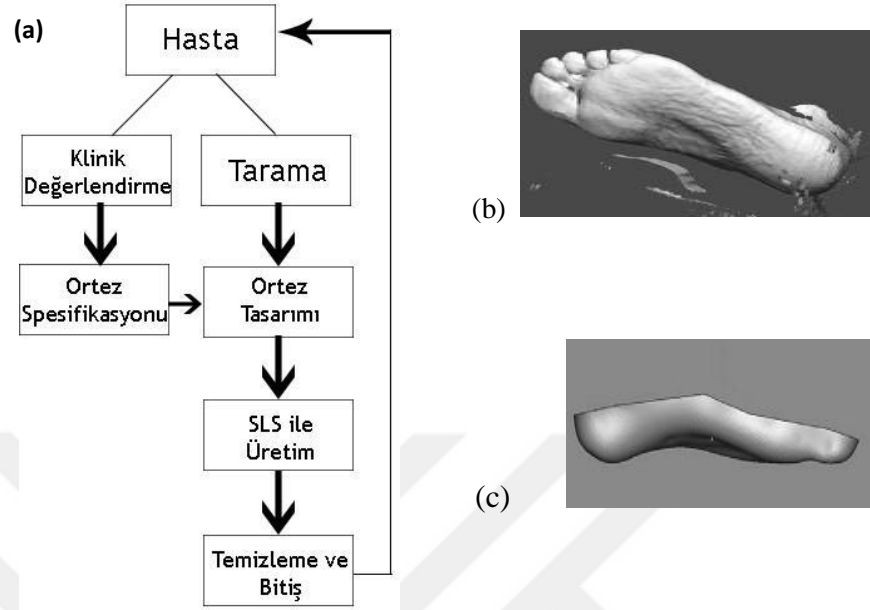 (a)
Hasta
Klinik
Değerlendirme
Tarama
Ortez
Spesifikasyonu
Ortez
Tasarımı
SLS ile
Üretim
Temizleme ve
Bitiş
(b)
(c)